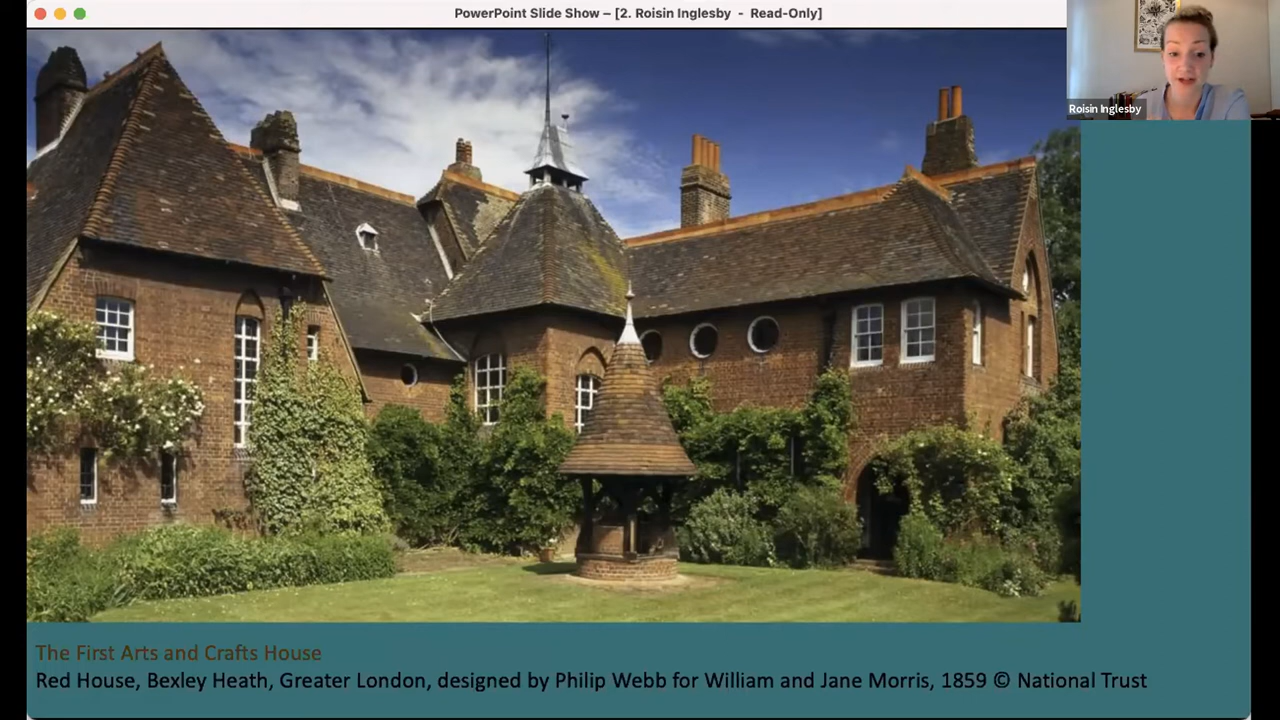 PowerPoint Slide Show – [2. Roisin Inglesby - Read-Only]
Roisin Inglesby
The First Arts and Crafts House
Red House, Bexley Heath, Greater London, designed by Philip Webb for William and Jane Morris, 1859 © National Trust